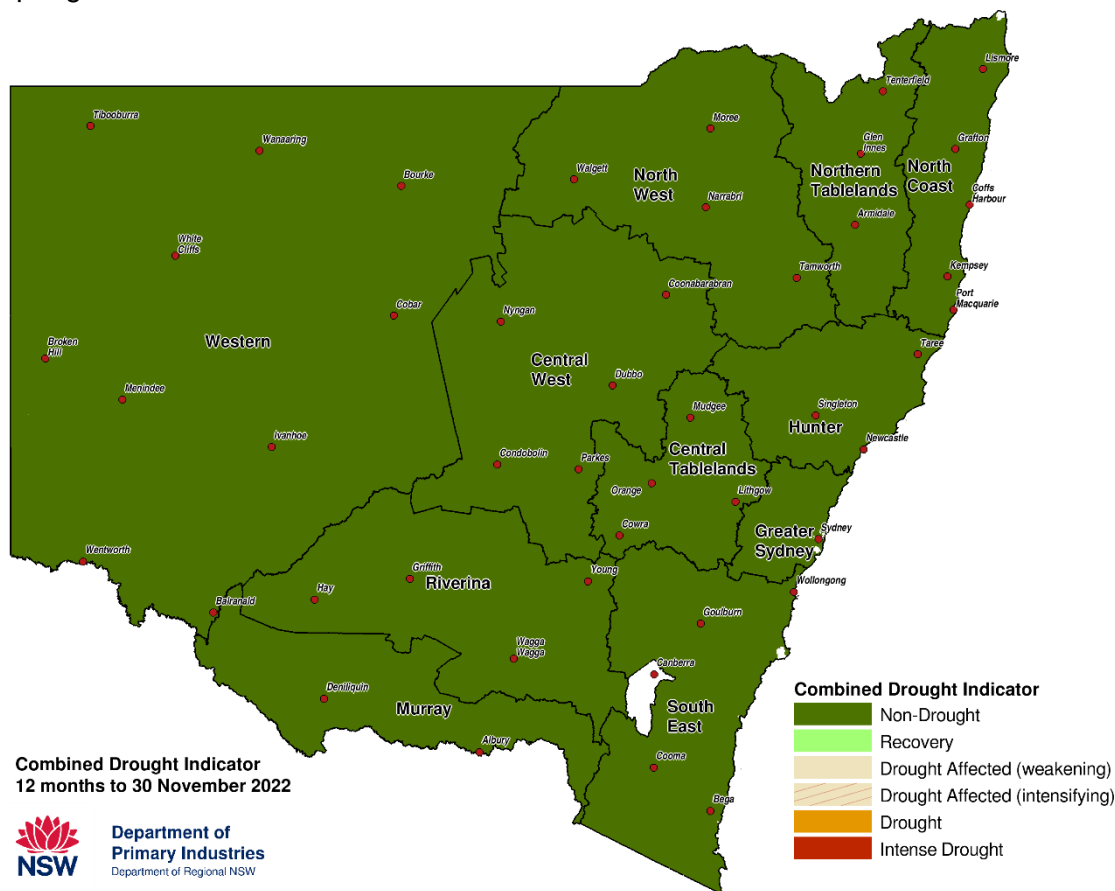 Lismore
Tenterfield
Tibooburra
Moree
Wanaaring
Glen
Innes
Grafton
Northern
Tablelands
North
Coast
Walgett
North
West
Bourke
Coffs
Harbour
Narrabri
Armidale
White
Cliffs
Tamworth
Kempsey
Coonabarabran
Port
Macquarie
Cobar
Nyngan
Western
Broken
Hill
Taree
Central
West
Dubbo
Menindee
Mudgee
Singleton
Hunter
Ivanhoe
Newcastle
Central
Tablelands
Condobolin
Parkes
Orange
Lithgow
Cowra
Greater
Sydney
Sydney
Wentworth
Griffith
Riverina
Young
Wollongong
Hay
Balranald
Goulburn
Wagga
Wagga
Canberra
Deniliquin
Murray
South
East
Albury
Cooma
Bega
Combined Drought Indicator
Non-Drought
Recovery
Drought Affected (weakening)
Drought Affected (intensifying)
Drought
Intense Drought
Combined Drought Indicator
12 months to 30 November 2022
NSW
Department of
Primary Industries
Department of Regional NSW